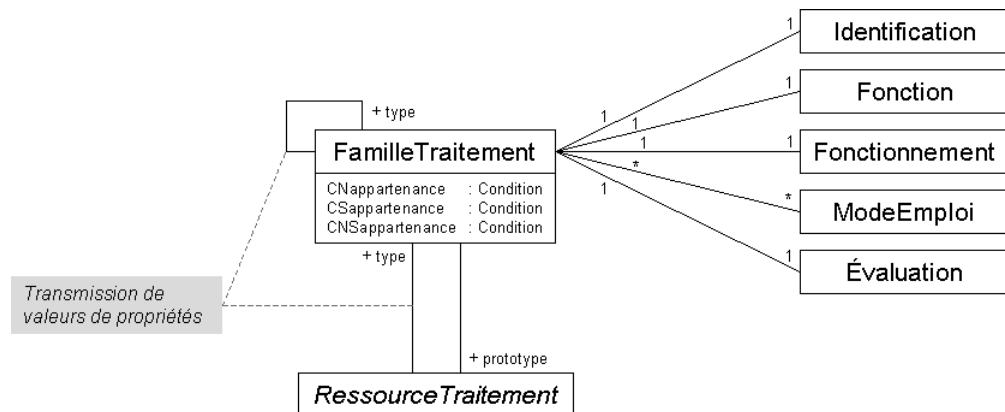 1
Identification
1
Fonction
+ type
1
1
1
FamilleTraitement
1
Fonctionnement
*
CNappartenance : Condition
CSappartenance : Condition
CNSappartenance : Condition
1
*
ModeEmploi
+ type
1
Évaluation
Transmission de
valeurs de propriétés
+ prototype
RessourceTraitement